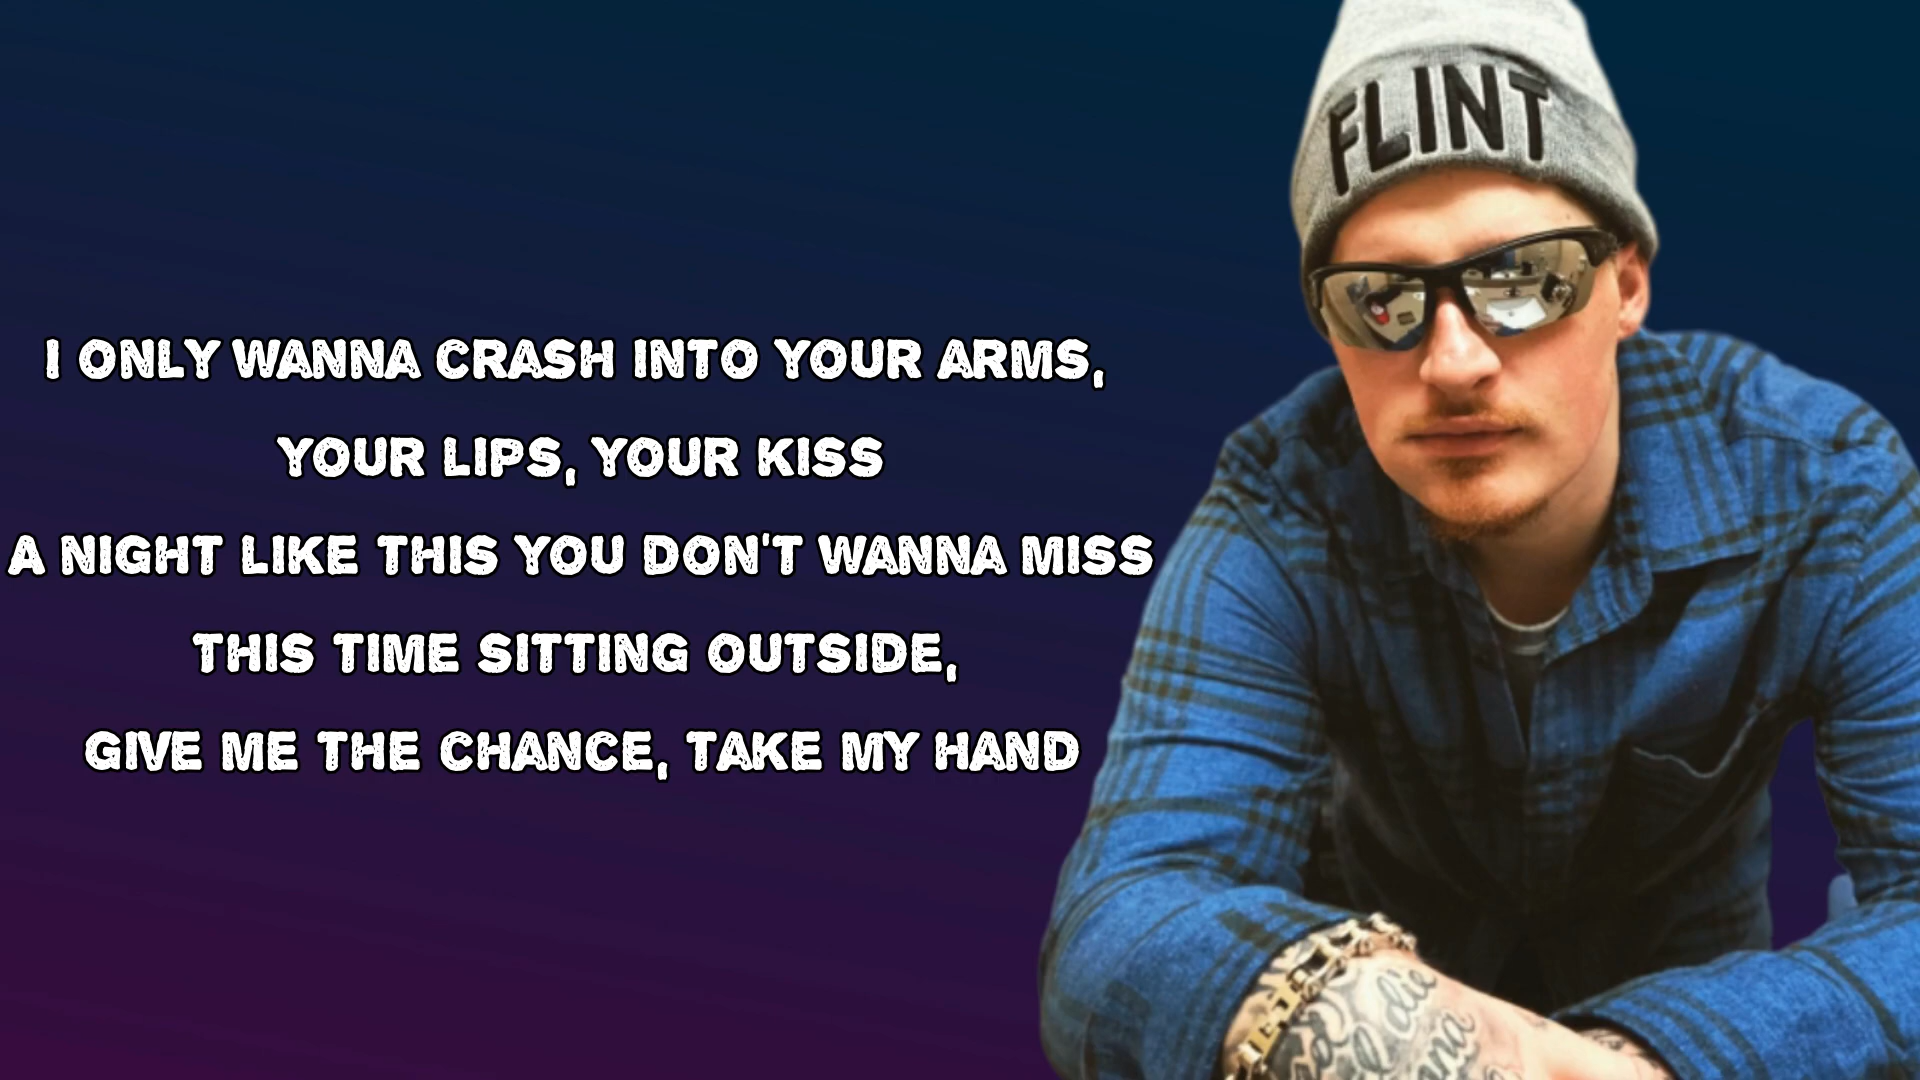 FLINT
I ONLY WANNA CRASH INTO YOUR ARMS,
YOUR LIPS, YOUR KISS
A NIGHT LIKE THIS YOU DON'T WANNA MISS
THIS TIME SITTING OUTSIDE,
GIVE ME THE CHANCE, TAKE MY HAND
die